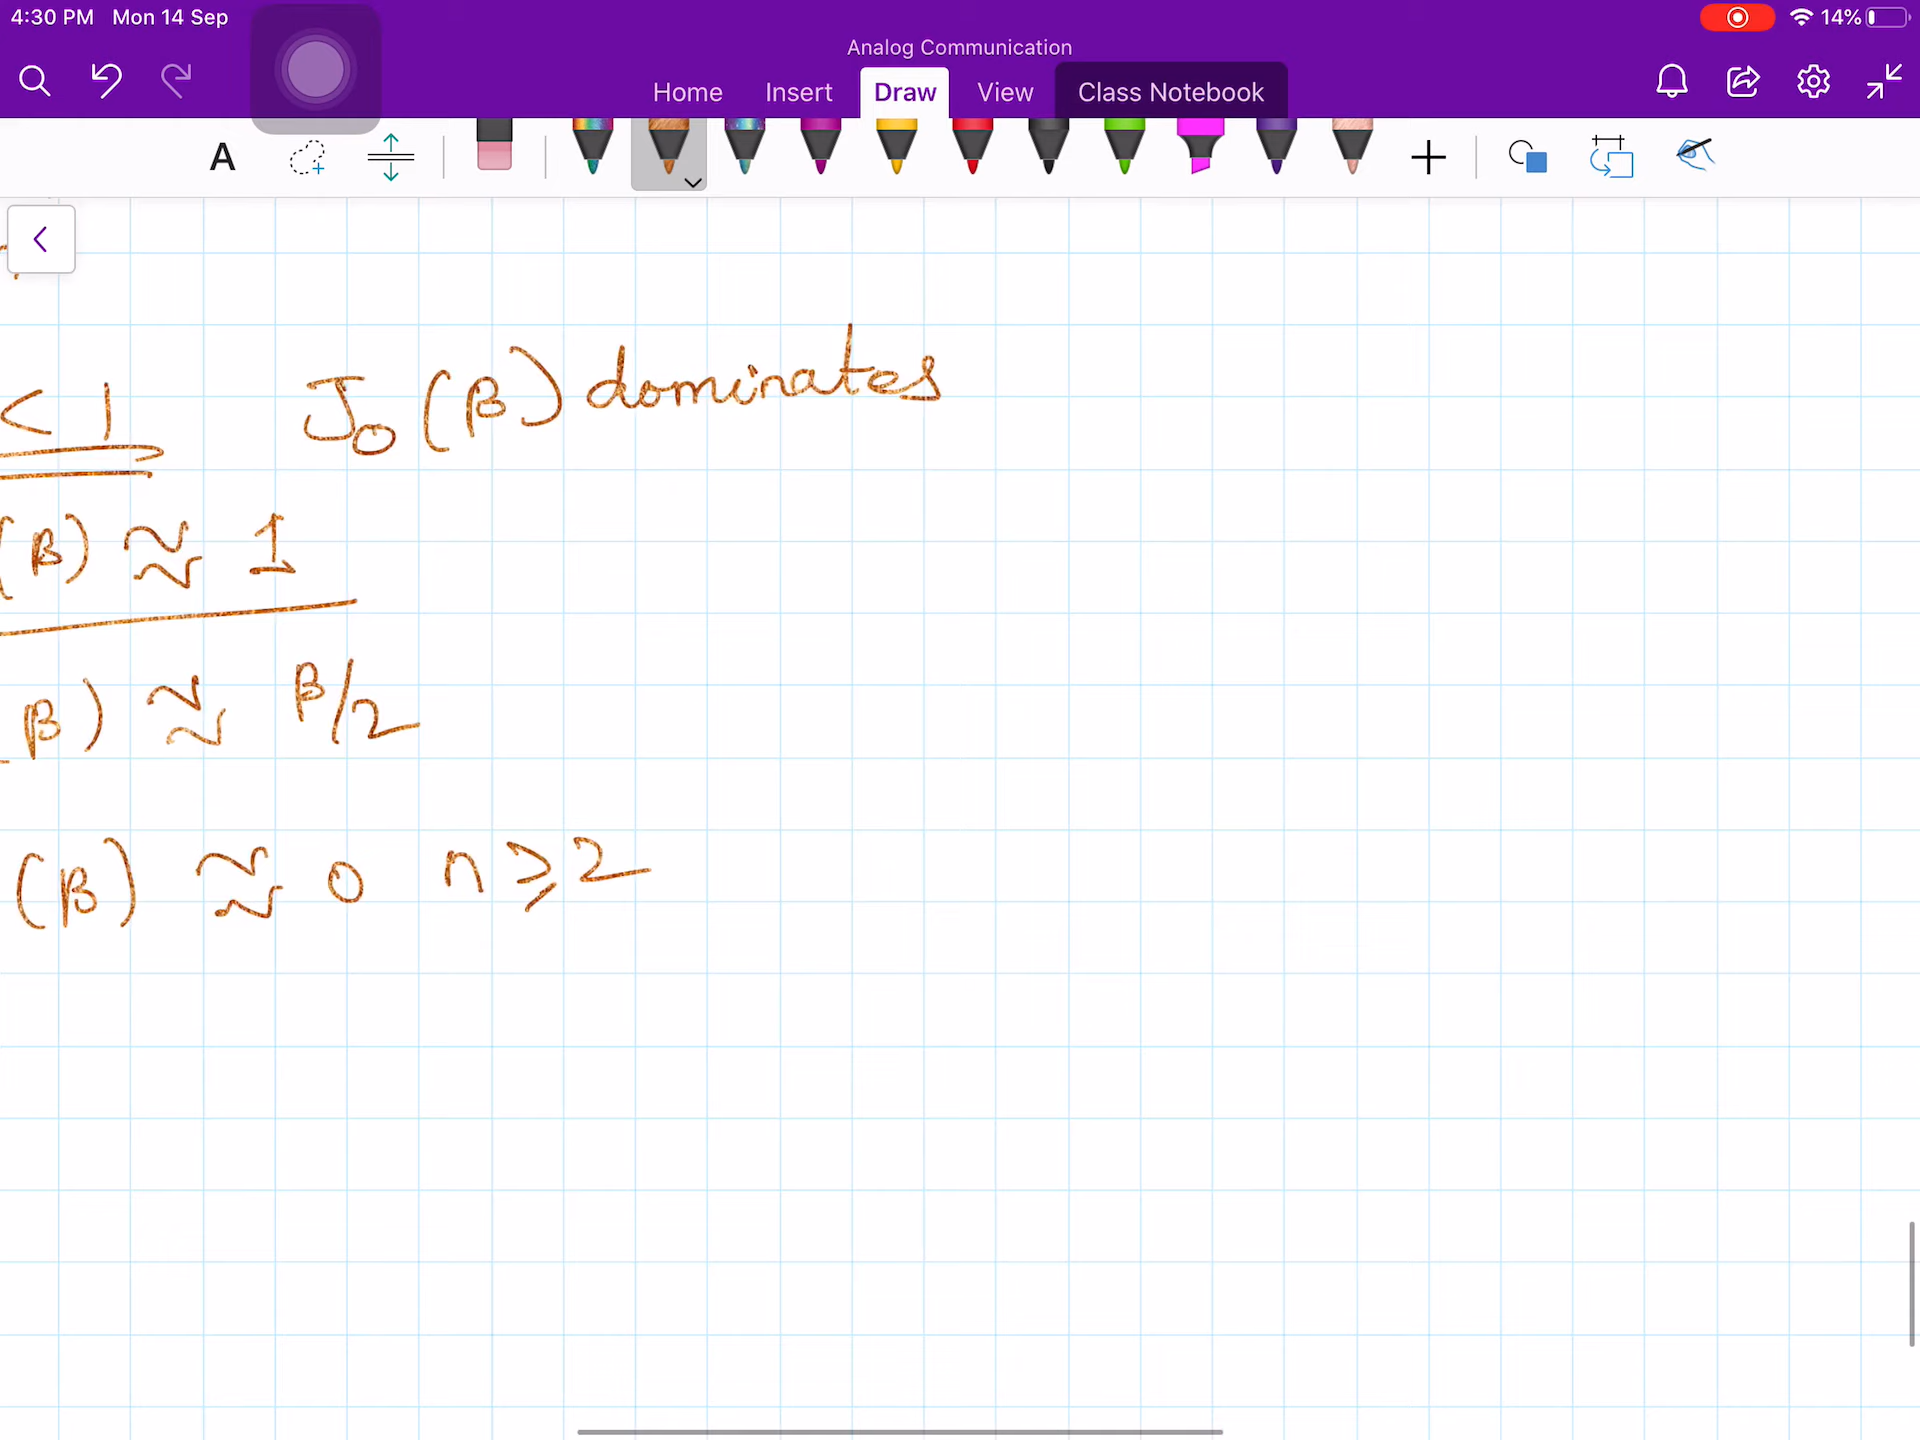 4:30 PM Mon 14 Sep
14%
Analog Communication
Home Insert Draw View Class Notebook
A
< 1 J₀(β) dominates
(β) ≈ 1
β) ≈ β/2
(β) ≈ 0 n ≥ 2